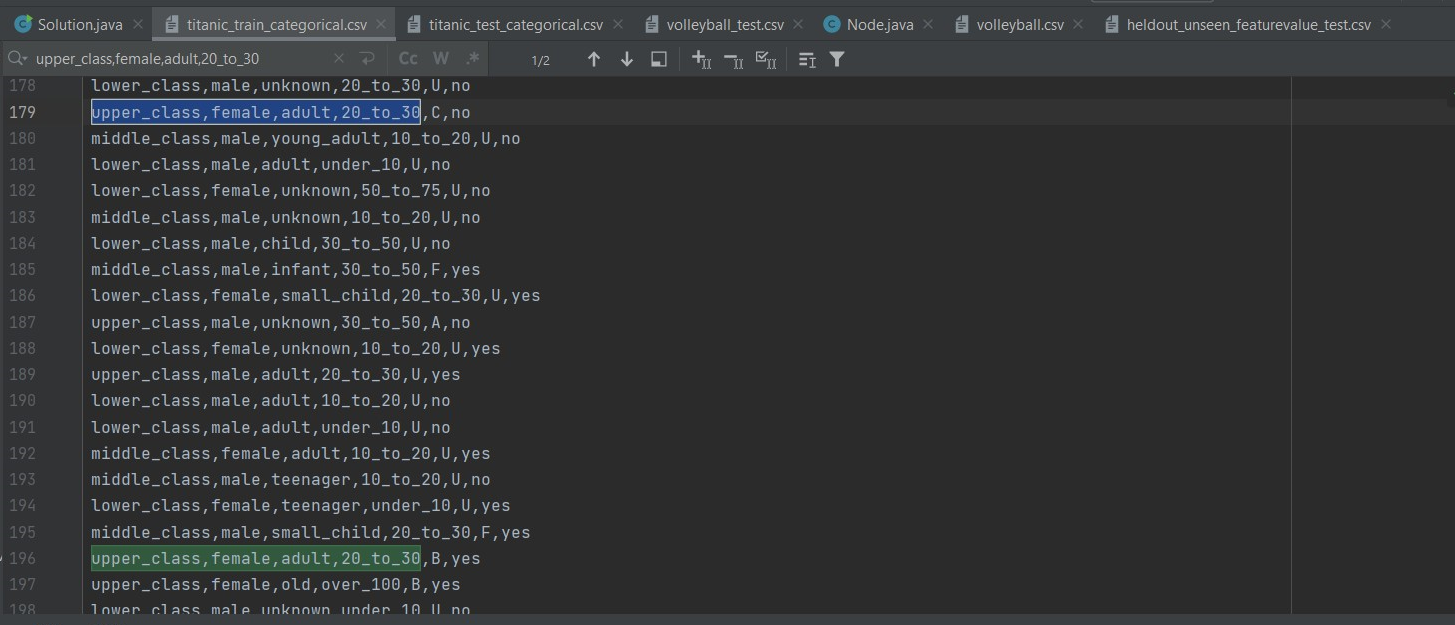 Solution.java titanic_train_categorical.csv titanic_test_categorical.csv volleyball_test.csv Node.java volleyball.csv heldout_unseen_featurevalue_test.csv
upper_class,female,adult,20_to_30 Cc W .* 1/2
178 lower_class,male,unknown,20_to_30,U,no
179 upper_class,female,adult,20_to_30,C,no
180 middle_class,male,young_adult,10_to_20,U,no
181 lower_class,male,adult,under_10,U,no
182 lower_class,female,unknown,50_to_75,U,no
183 middle_class,male,unknown,10_to_20,U,no
184 lower_class,male,child,30_to_50,U,no
185 middle_class,male,infant,30_to_50,F,yes
186 lower_class,female,small_child,20_to_30,U,yes
187 upper_class,male,unknown,30_to_50,A,no
188 lower_class,female,unknown,10_to_20,U,yes
189 upper_class,male,adult,20_to_30,U,yes
190 lower_class,male,adult,10_to_20,U,no
191 lower_class,male,adult,under_10,U,no
192 middle_class,female,adult,10_to_20,U,yes
193 middle_class,male,teenager,10_to_20,U,no
194 lower_class,female,teenager,under_10,U,yes
195 middle_class,male,small_child,20_to_30,F,yes
196 upper_class,female,adult,20_to_30,B,yes
197 upper_class,female,old,over_100,B,yes
198 lower_class,male,unknown,under_10,U,no